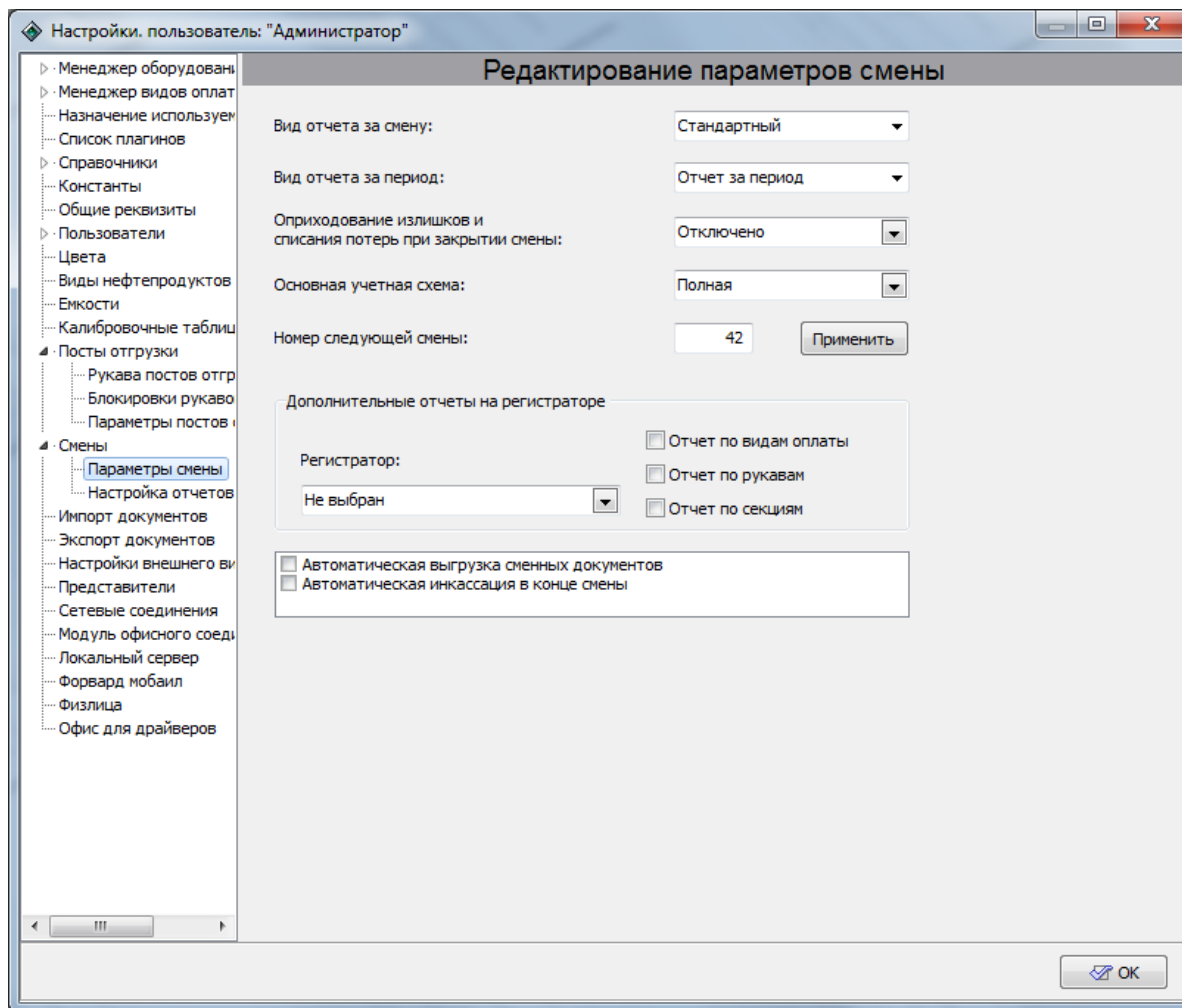 Настройки. пользователь: "Администратор"
Менеджер оборудовани
Менеджер видов оплат
Назначение используем
Список плагинов
Справочники
Константы
Общие реквизиты
Пользователи
Цвета
Виды нефтепродуктов
Емкости
Калибровочные таблиц
Посты отгрузки
Рукава постов отгр
Блокировки рукаво
Параметры постов
Смены
Параметры смены
Настройка отчетов
Импорт документов
Экспорт документов
Настройки внешнего ви
Представители
Сетевые соединения
Модуль офисного соеди
Локальный сервер
Форвард мобаил
Физлица
Офис для драйверов
Редактирование параметров смены
Вид отчета за смену:
Стандартный
Вид отчета за период:
Отчет за период
Оприходование излишков и
списания потерь при закрытии смены:
Отключено
Основная учетная схема:
Полная
Номер следующей смены:
42
Применить
Дополнительные отчеты на регистраторе
Регистратор:
Не выбран
Отчет по видам оплаты
Отчет по рукавам
Отчет по секциям
Автоматическая выгрузка сменных документов
Автоматическая инкассация в конце смены
OK